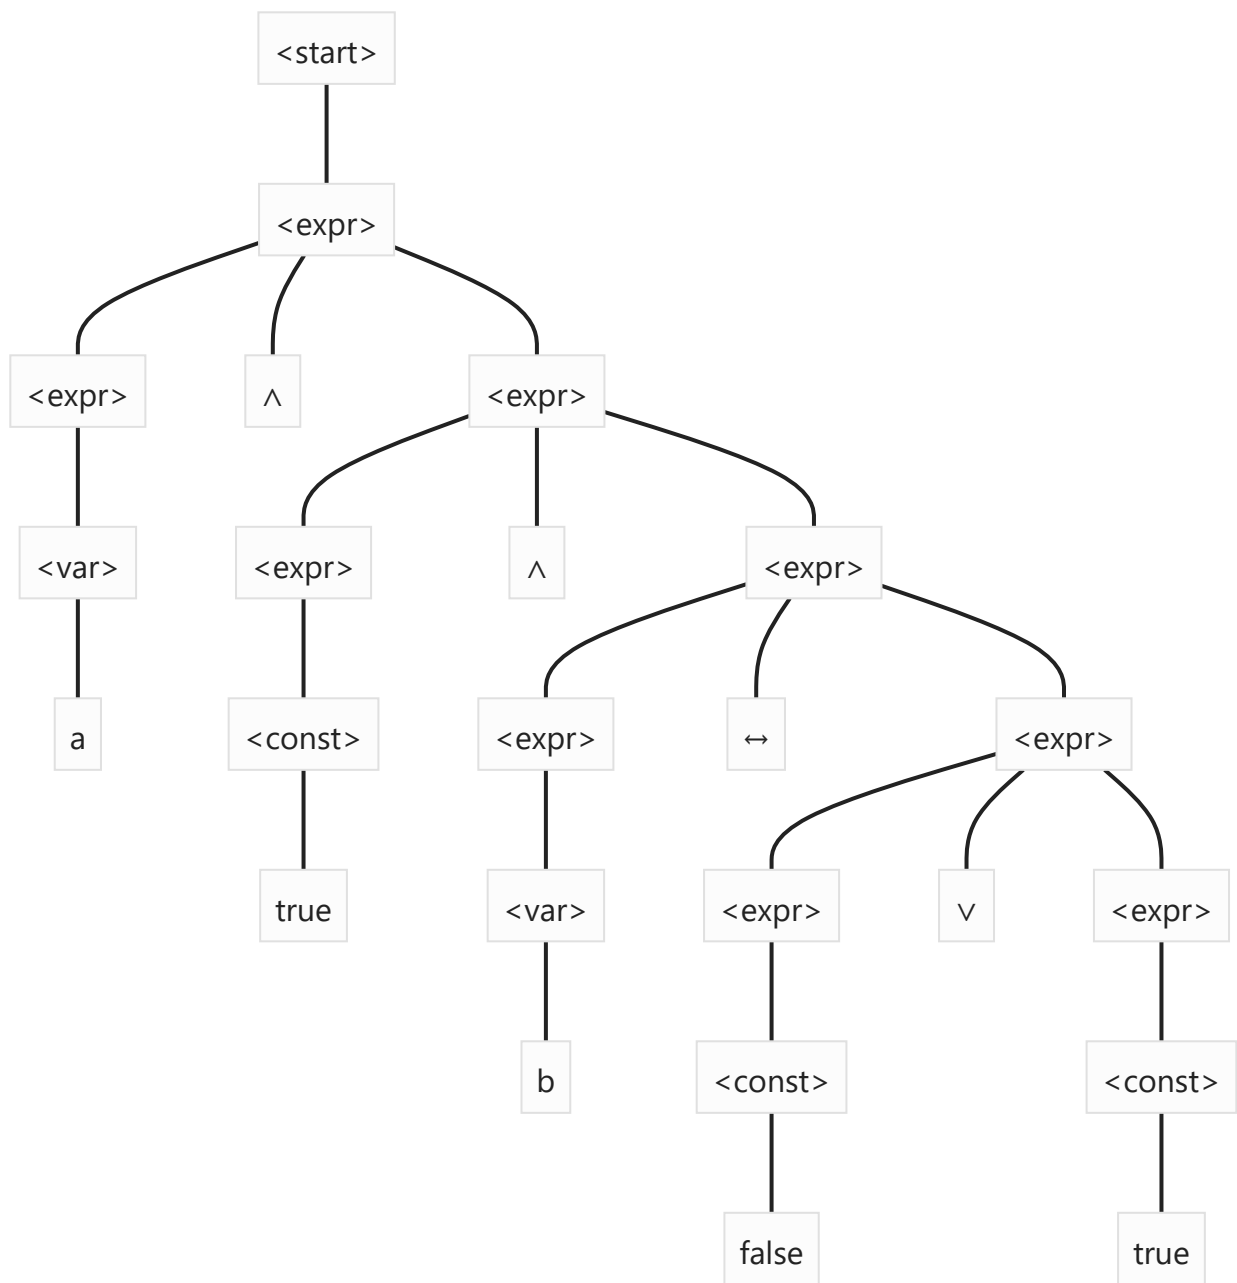 <start>
<expr>
<expr> ∧ <expr>
<var> <expr> ∧ <expr>
a <const> <expr> ↔ <expr>
true <var> <expr> ∨ <expr>
b <const> <const>
false true